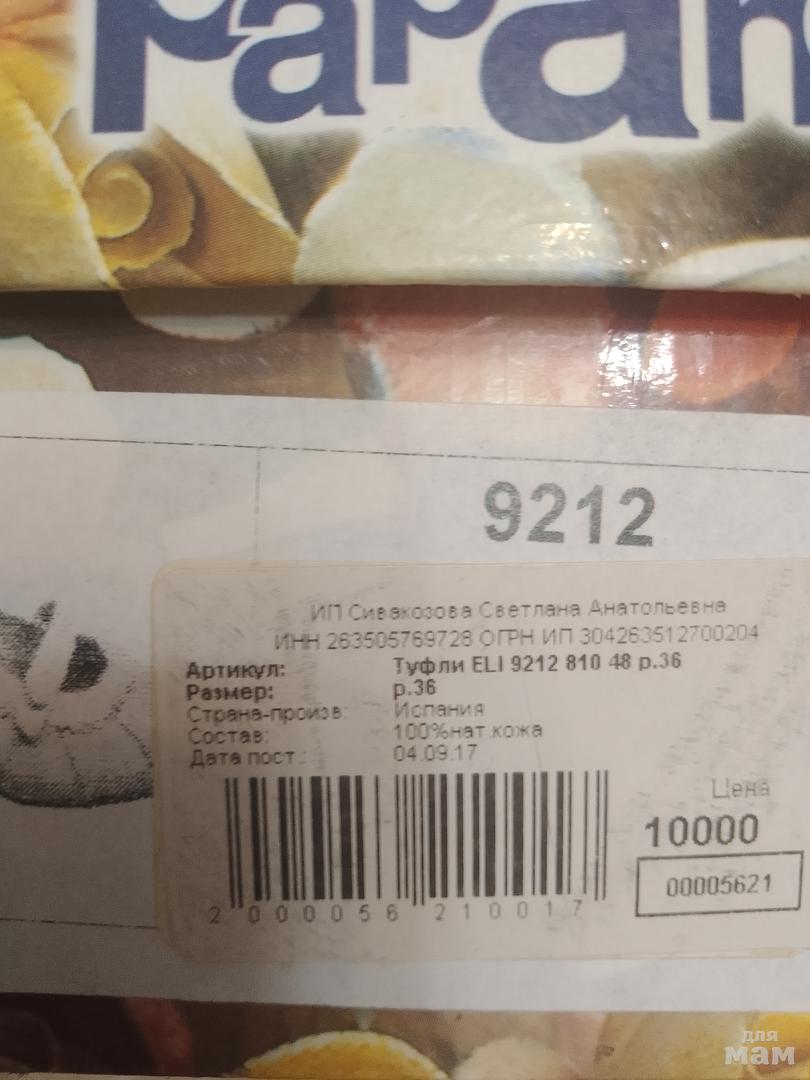 9212
ИП Сивакозова Светлана Анатольевна
ИНН 263505769728 ОГРН ИП 304263512700204
Артикул: Туфли ELI 9212 810 48 р.36
Размер: р.36
Страна-произв: Испания
Состав: 100%нат.кожа
Дата пост.: 04.09.17
Цена
10000
00005621
2 000056 210017
для
мам